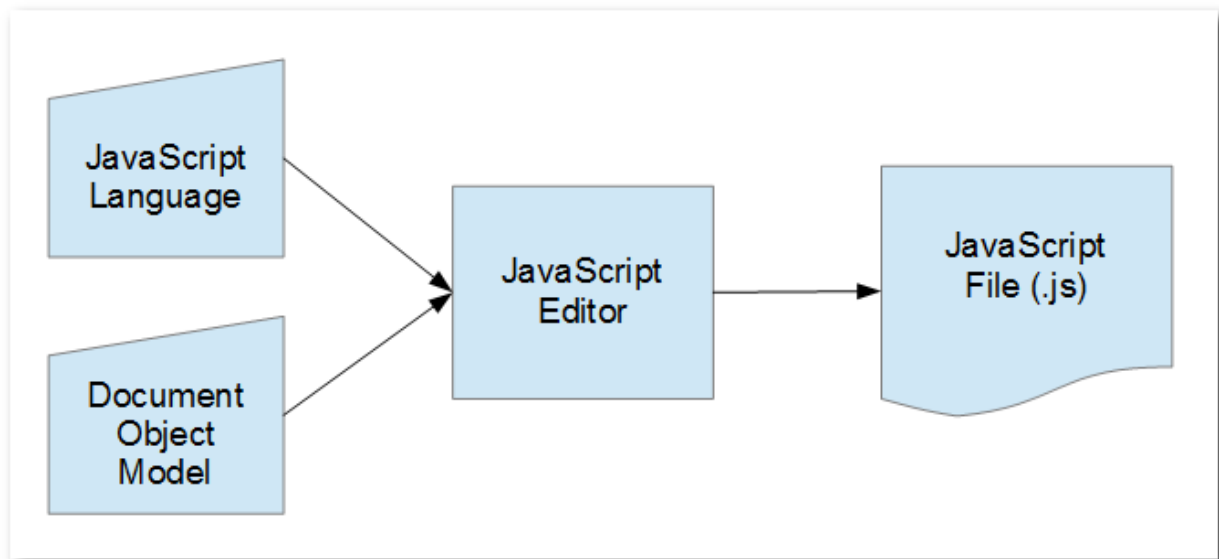 JavaScript
Language
Document
Object
Model
JavaScript
Editor
JavaScript
File (.js)